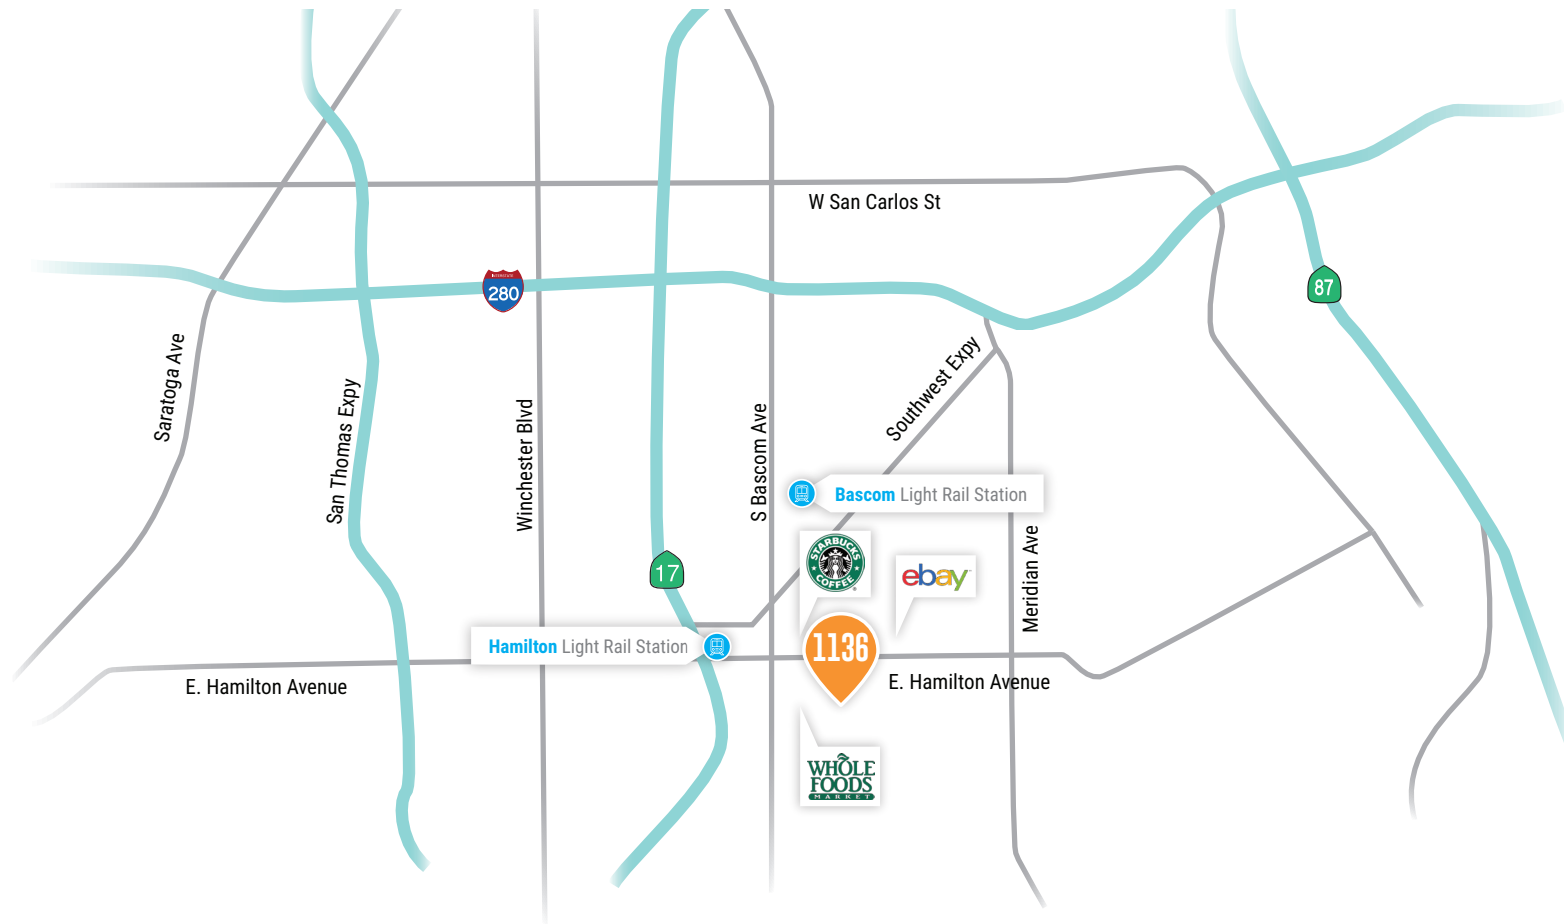 W San Carlos St
INTERSTATE
280
87
Saratoga Ave
San Thomas Expy
Winchester Blvd
S Bascom Ave
Southwest Expy
Bascom Light Rail Station
Meridian Ave
STARBUCKS
COFFEE
®
ebay
17
Hamilton Light Rail Station
1136
E. Hamilton Avenue
E. Hamilton Avenue
WHOLE
FOODS
MARKET